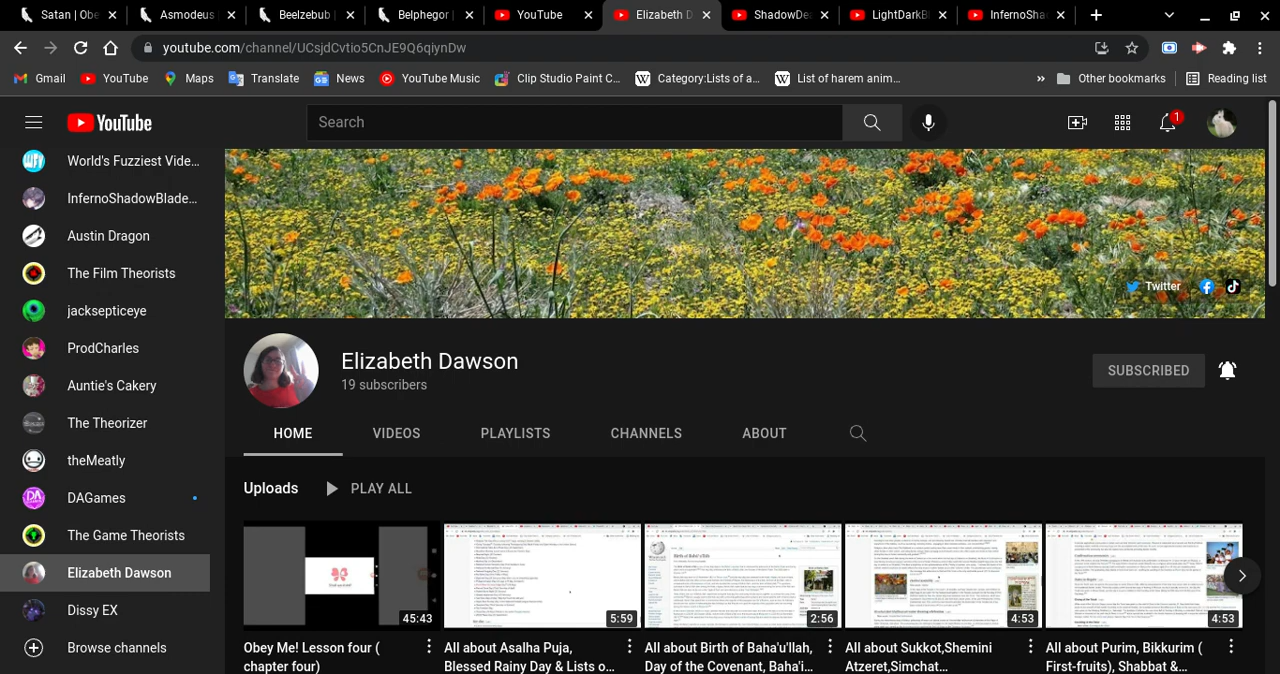 Satan | Obe
Asmodeus
Beelzebub |
Belphegor |
YouTube
Elizabeth D
ShadowDea
LightDarkB
InfernoSha
youtube.com/channel/UCsjdCvtio5CnJE9Q6qiynDw
Gmail
YouTube
Maps
Translate
News
YouTube Music
Clip Studio Paint C...
Category:Lists of a...
List of harem anim...
»
Other bookmarks
Reading list
YouTube
Search
1
World's Fuzziest Vide...
InfernoShadowBlade...
Austin Dragon
The Film Theorists
jacksepticeye
ProdCharles
Auntie's Cakery
The Theorizer
theMeatly
DAGames
The Game Theorists
Elizabeth Dawson
Dissy EX
Browse channels
Twitter
Elizabeth Dawson
19 subscribers
SUBSCRIBED
HOME
VIDEOS
PLAYLISTS
CHANNELS
ABOUT
Uploads
PLAY ALL
45:43
5:59
2:56
4:53
4:53
Obey Me! Lesson four (
chapter four)
All about Asalha Puja,
Blessed Rainy Day & Lists o...
All about Birth of Baha'u'llah,
Day of the Covenant, Baha'i...
All about Sukkot,Shemini
Atzeret,Simchat...
All about Purim, Bikkurim (
First-fruits), Shabbat &...